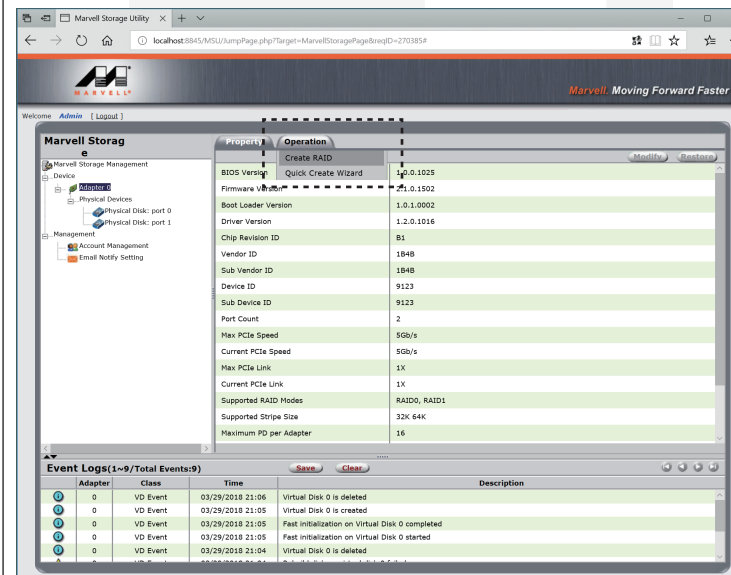 Marvell Storage Utility
localhost:8845/MSU/JumpPage.php?Target=MarvellStoragePage&reqID=270385#
MARVELL®
Marvell. Moving Forward Faster
Welcome Admin [ Logout ]
Marvell Storag
e
Marvell Storage Management
Device
Adapter 0
Physical Devices
Physical Disk: port 0
Physical Disk: port 1
Management
Account Management
Email Notify Setting
Property Operation
Create RAID
Quick Create Wizard
Modify Restore
BIOS Version 1.0.0.1025
Firmware Version 2.1.0.1502
Boot Loader Version 1.0.1.0002
Driver Version 1.2.0.1016
Chip Revision ID B1
Vendor ID 1B4B
Sub Vendor ID 1B4B
Device ID 9123
Sub Device ID 9123
Port Count 2
Max PCIe Speed 5Gb/s
Current PCIe Speed 5Gb/s
Max PCIe Link 1X
Current PCIe Link 1X
Supported RAID Modes RAID0, RAID1
Supported Stripe Size 32K 64K
Maximum PD per Adapter 16
Event Logs(1~9/Total Events:9) Save Clear
Adapter Class Time Description
0 VD Event 03/29/2018 21:06 Virtual Disk 0 is deleted
0 VD Event 03/29/2018 21:05 Virtual Disk 0 is created
0 VD Event 03/29/2018 21:05 Fast initialization on Virtual Disk 0 completed
0 VD Event 03/29/2018 21:05 Fast initialization on Virtual Disk 0 started
0 VD Event 03/29/2018 21:04 Virtual Disk 0 is deleted